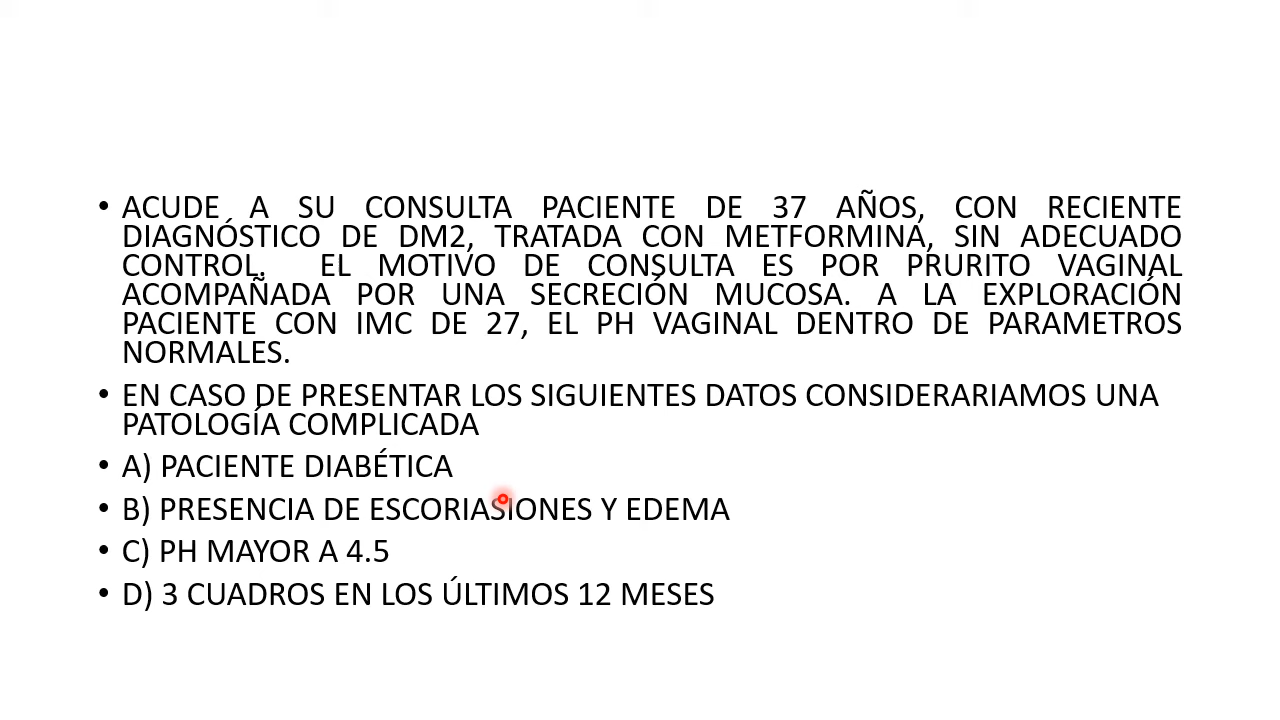 • ACUDE A SU CONSULTA PACIENTE DE 37 AÑOS, CON RECIENTE
DIAGNÓSTICO DE DM2, TRATADA CON METFORMINA, SIN ADECUADO
CONTROL. EL MOTIVO DE CONSULTA ES POR PRURITO VAGINAL
ACOMPAÑADA POR UNA SECRECIÓN MUCOSA. A LA EXPLORACIÓN
PACIENTE CON IMC DE 27, EL PH VAGINAL DENTRO DE PARAMETROS
NORMALES.
• EN CASO DE PRESENTAR LOS SIGUIENTES DATOS CONSIDERARIAMOS UNA
PATOLOGÍA COMPLICADA
• A) PACIENTE DIABÉTICA
• B) PRESENCIA DE ESCORIASIONES Y EDEMA
• C) PH MAYOR A 4.5
• D) 3 CUADROS EN LOS ÚLTIMOS 12 MESES